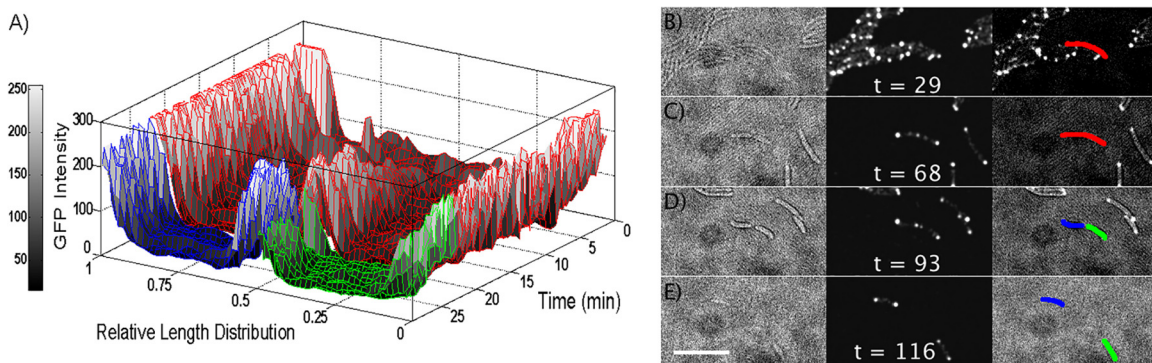 A)
250
200
150
100
50
GFP Intensity
300
200
100
0
1
0.75
0.5
0.25
0
Relative Length Distribution
25
20
15
10
5
0
Time (min)
B)
t = 29
C)
t = 68
D)
t = 93
E)
t = 116